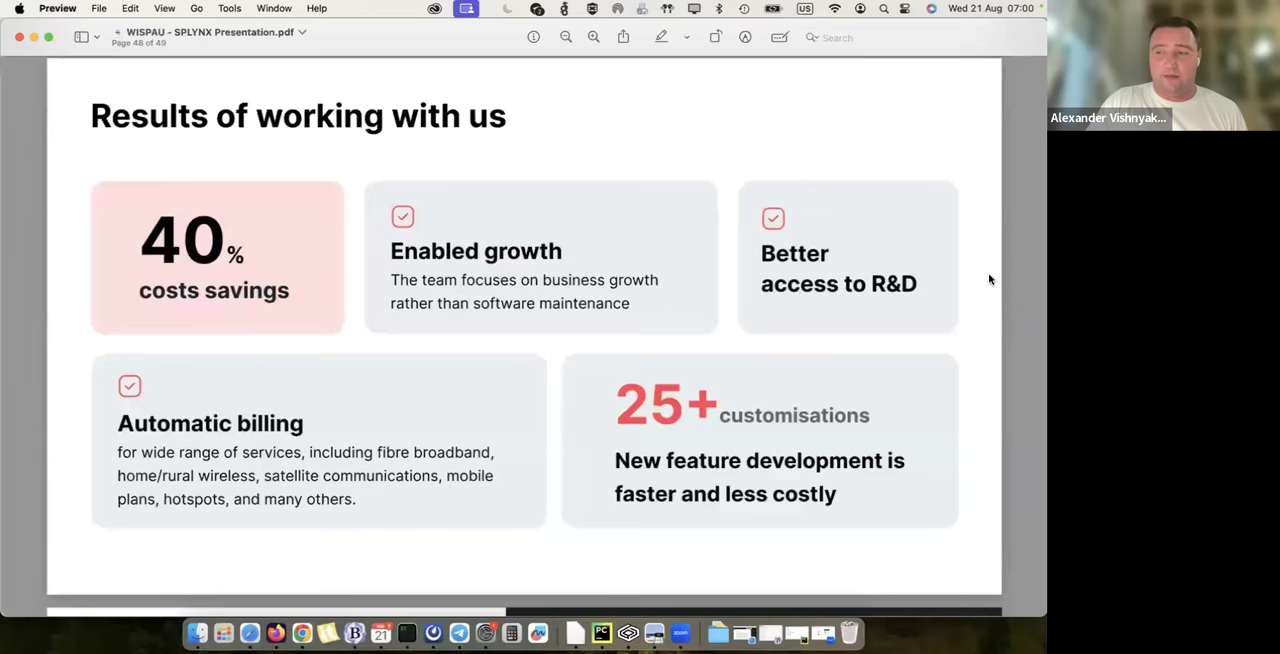 Preview File Edit View Go Tools Window Help
US
Wed 21 Aug 07:00
WISPAU - SPLYNX Presentation.pdf
Page 48 of 49
Search
Alexander Vishnyak...
Results of working with us
40%
costs savings
Enabled growth
The team focuses on business growth
rather than software maintenance
Better
access to R&D
Automatic billing
for wide range of services, including fibre broadband,
home/rural wireless, satellite communications, mobile
plans, hotspots, and many others.
25+ customisations
New feature development is
faster and less costly
21
PC
zoom